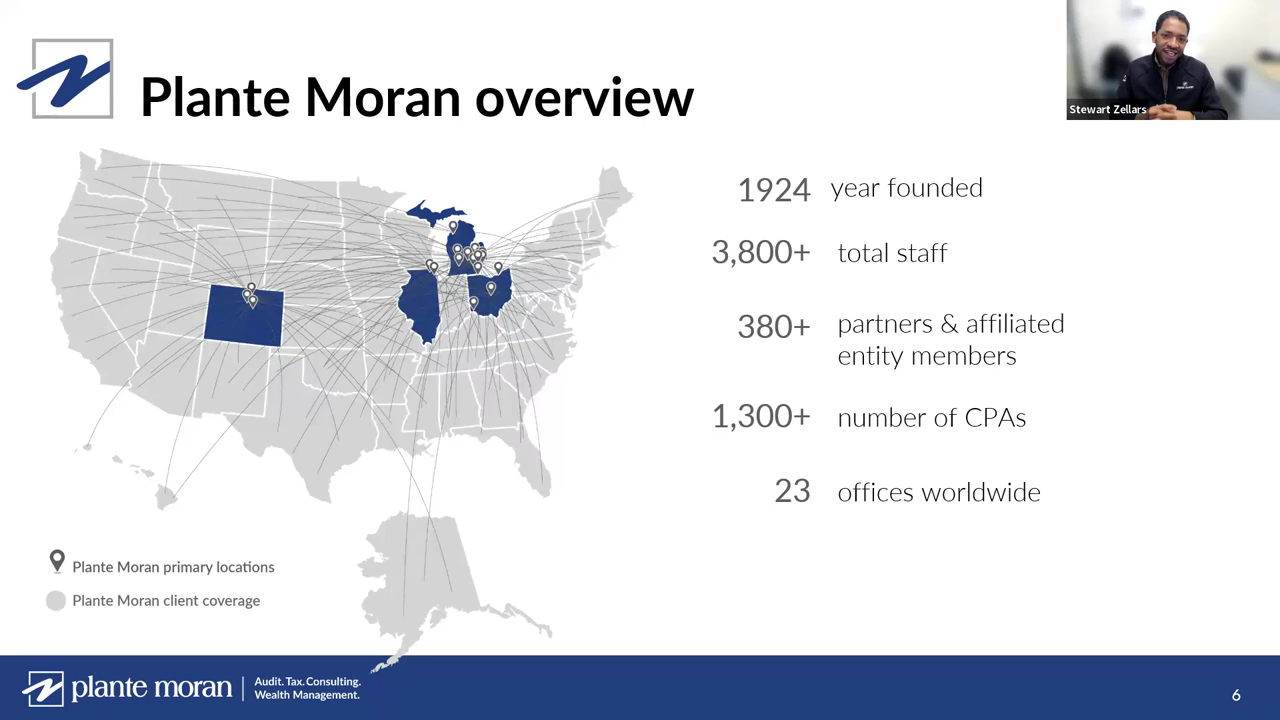 Plante Moran overview
Stewart Zellars
1924 year founded
3,800+ total staff
380+ partners & affiliated
entity members
1,300+ number of CPAs
23 offices worldwide
Plante Moran primary locations
Plante Moran client coverage
plante moran
Audit. Tax. Consulting.
Wealth Management.
6